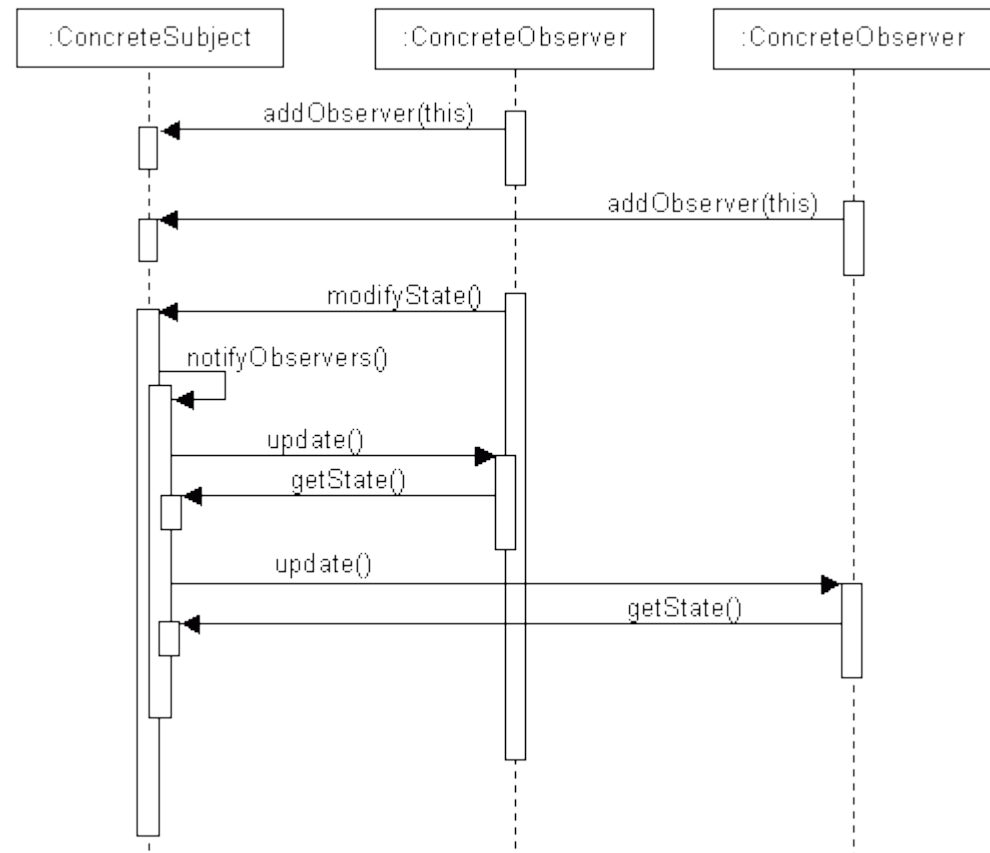 :ConcreteSubject
:ConcreteObserver
:ConcreteObserver
addObserver(this)
addObserver(this)
modifyState()
notifyObservers()
update()
getState()
update()
getState()